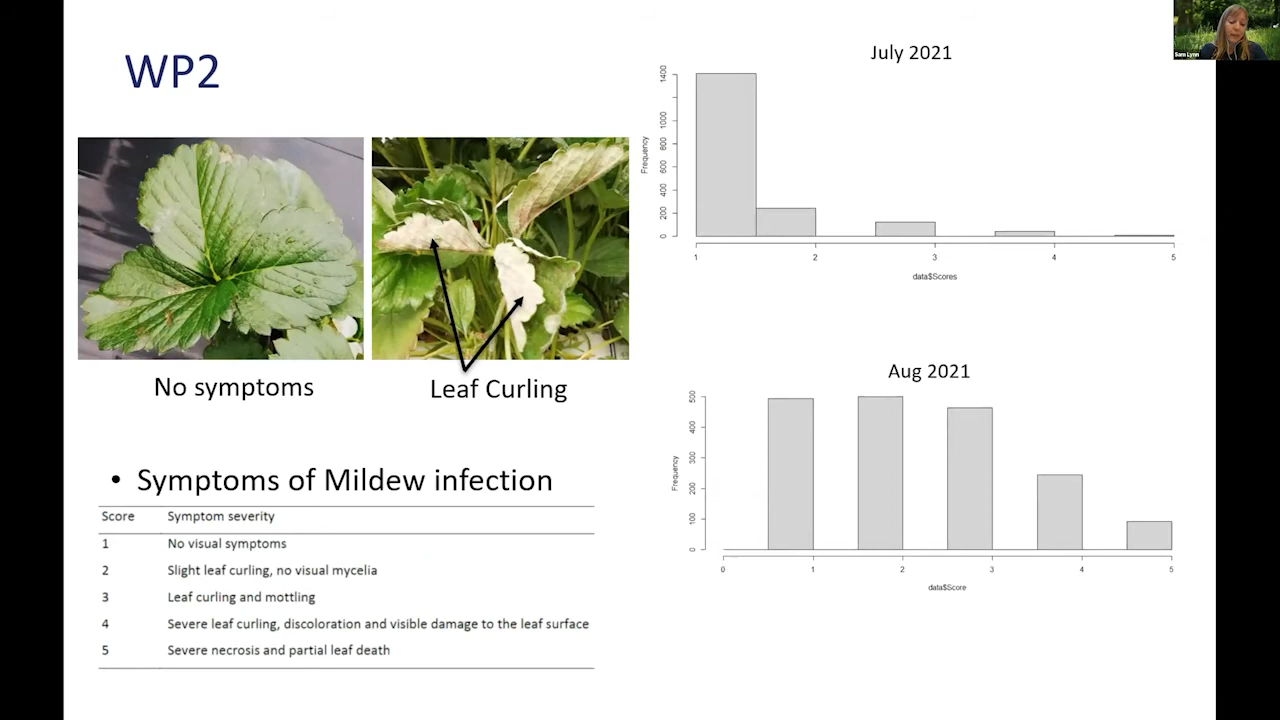 WP2
No symptoms
Leaf Curling
• Symptoms of Mildew infection
Score Symptom severity
1 No visual symptoms
2 Slight leaf curling, no visual mycelia
3 Leaf curling and mottling
4 Severe leaf curling, discoloration and visible damage to the leaf surface
5 Severe necrosis and partial leaf death
July 2021
Frequency
1400
1000
800
600
400
200
0
1 2 3 4 5
data$Scores
Aug 2021
Frequency
500
400
300
200
100
0
0 1 2 3 4 5
data$Score
Sam Lynn